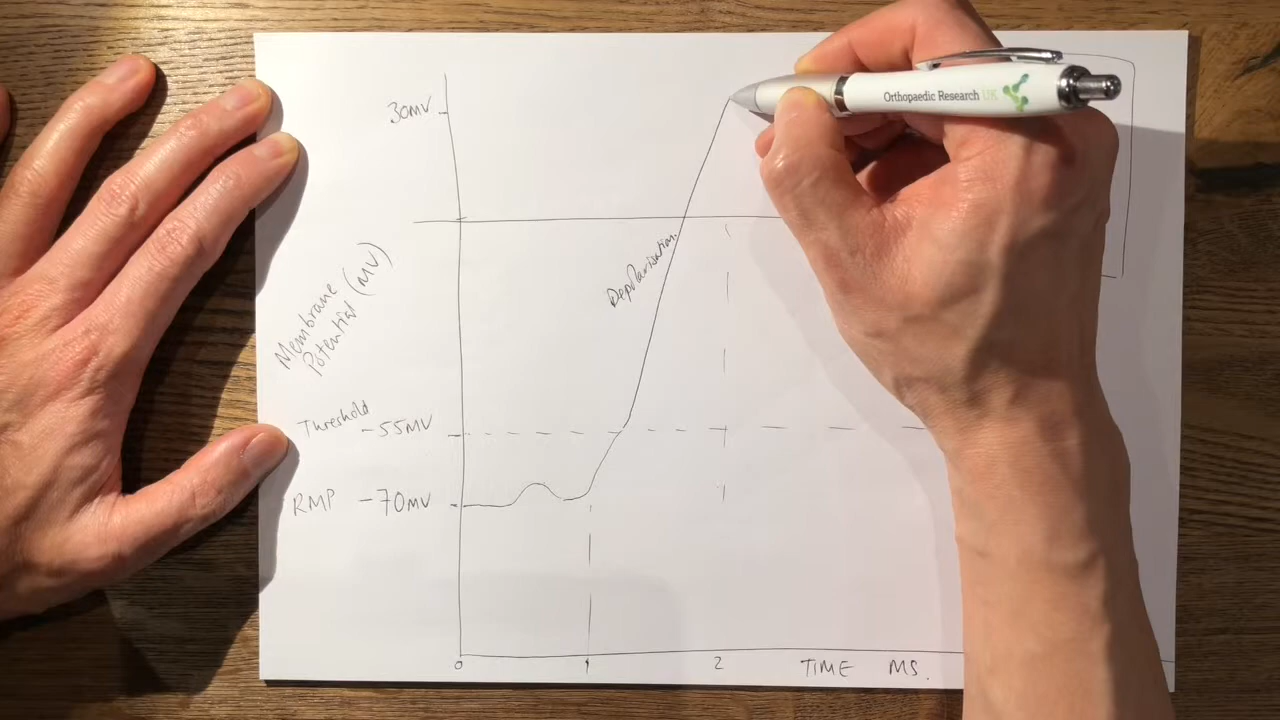 Orthopaedic Research UK
30MV
Depolarisation.
Membrane
Potential (MV)
Threshold
-55MV
RMP -70MV
0 1 2 TIME MS.